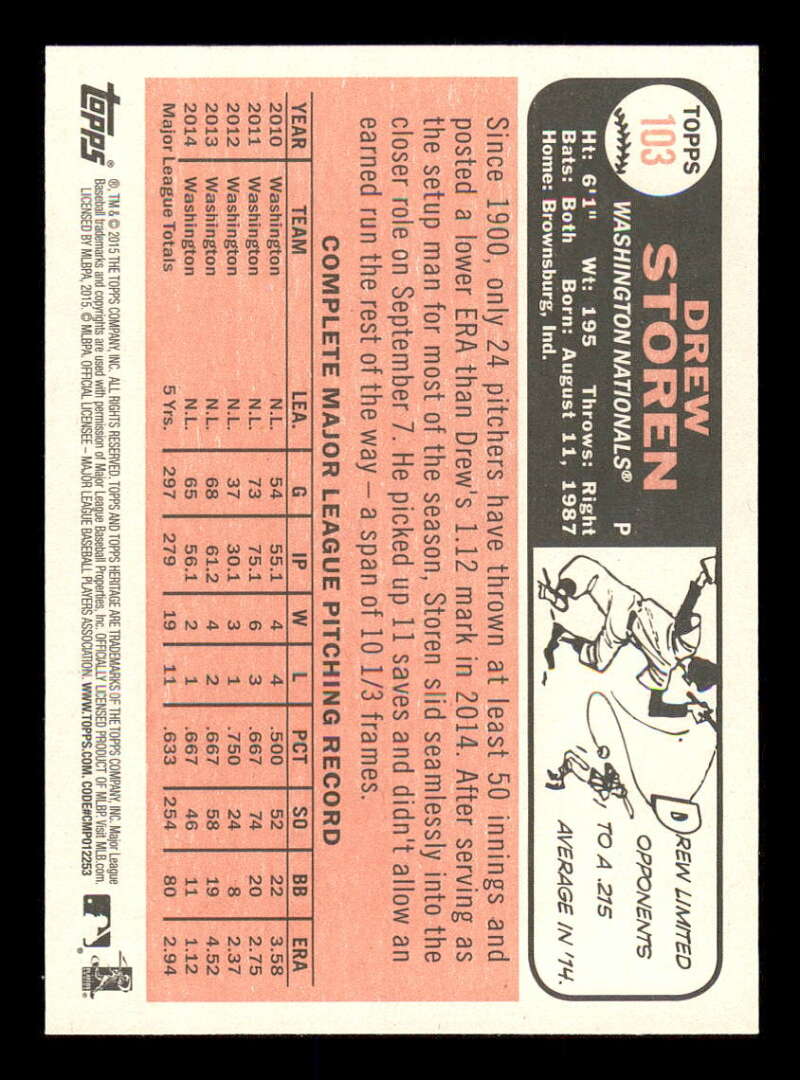 TOPPS
103
DREW
STOREN
WASHINGTON NATIONALS® P
Ht: 6'1" Wt: 195 Throws: Right
Bats: Both Born: August 11, 1987
Home: Brownsburg, Ind.
DREW LIMITED
OPPONENTS
TO A .215
AVERAGE IN '14.
Since 1900, only 24 pitchers have thrown at least 50 innings and
posted a lower ERA than Drew's 1.12 mark in 2014. After serving as
the setup man for most of the season, Storen slid seamlessly into the
closer role on September 7. He picked up 11 saves and didn't allow an
earned run the rest of the way – a span of 10 1/3 frames.
COMPLETE MAJOR LEAGUE PITCHING RECORD
YEAR TEAM LEA. G IP W L PCT SO BB ERA
2010 Washington N.L. 54 55.1 4 4 .500 52 22 3.58
2011 Washington N.L. 73 75.1 6 3 .667 74 20 2.75
2012 Washington N.L. 37 30.1 3 1 .750 24 8 2.37
2013 Washington N.L. 68 61.2 4 2 .667 58 19 4.52
2014 Washington N.L. 65 56.1 2 1 .667 46 11 1.12
Major League Totals 5 Yrs. 297 279 19 11 .633 254 80 2.94
topps®
®, TM & © 2015 THE TOPPS COMPANY, INC. ALL RIGHTS RESERVED. TOPPS AND TOPPS HERITAGE ARE TRADEMARKS OF THE TOPPS COMPANY, INC. Major League
Baseball trademarks and copyrights are used with permission of Major League Baseball Properties, Inc. OFFICIALLY LICENSED PRODUCT OF MLBP. Visit MLB.com.
LICENSED BY MLBPA, 2015. © MLBPA. OFFICIAL LICENSEE – MAJOR LEAGUE BASEBALL PLAYERS ASSOCIATION. WWW.TOPPS.COM. CODE#CMP012253